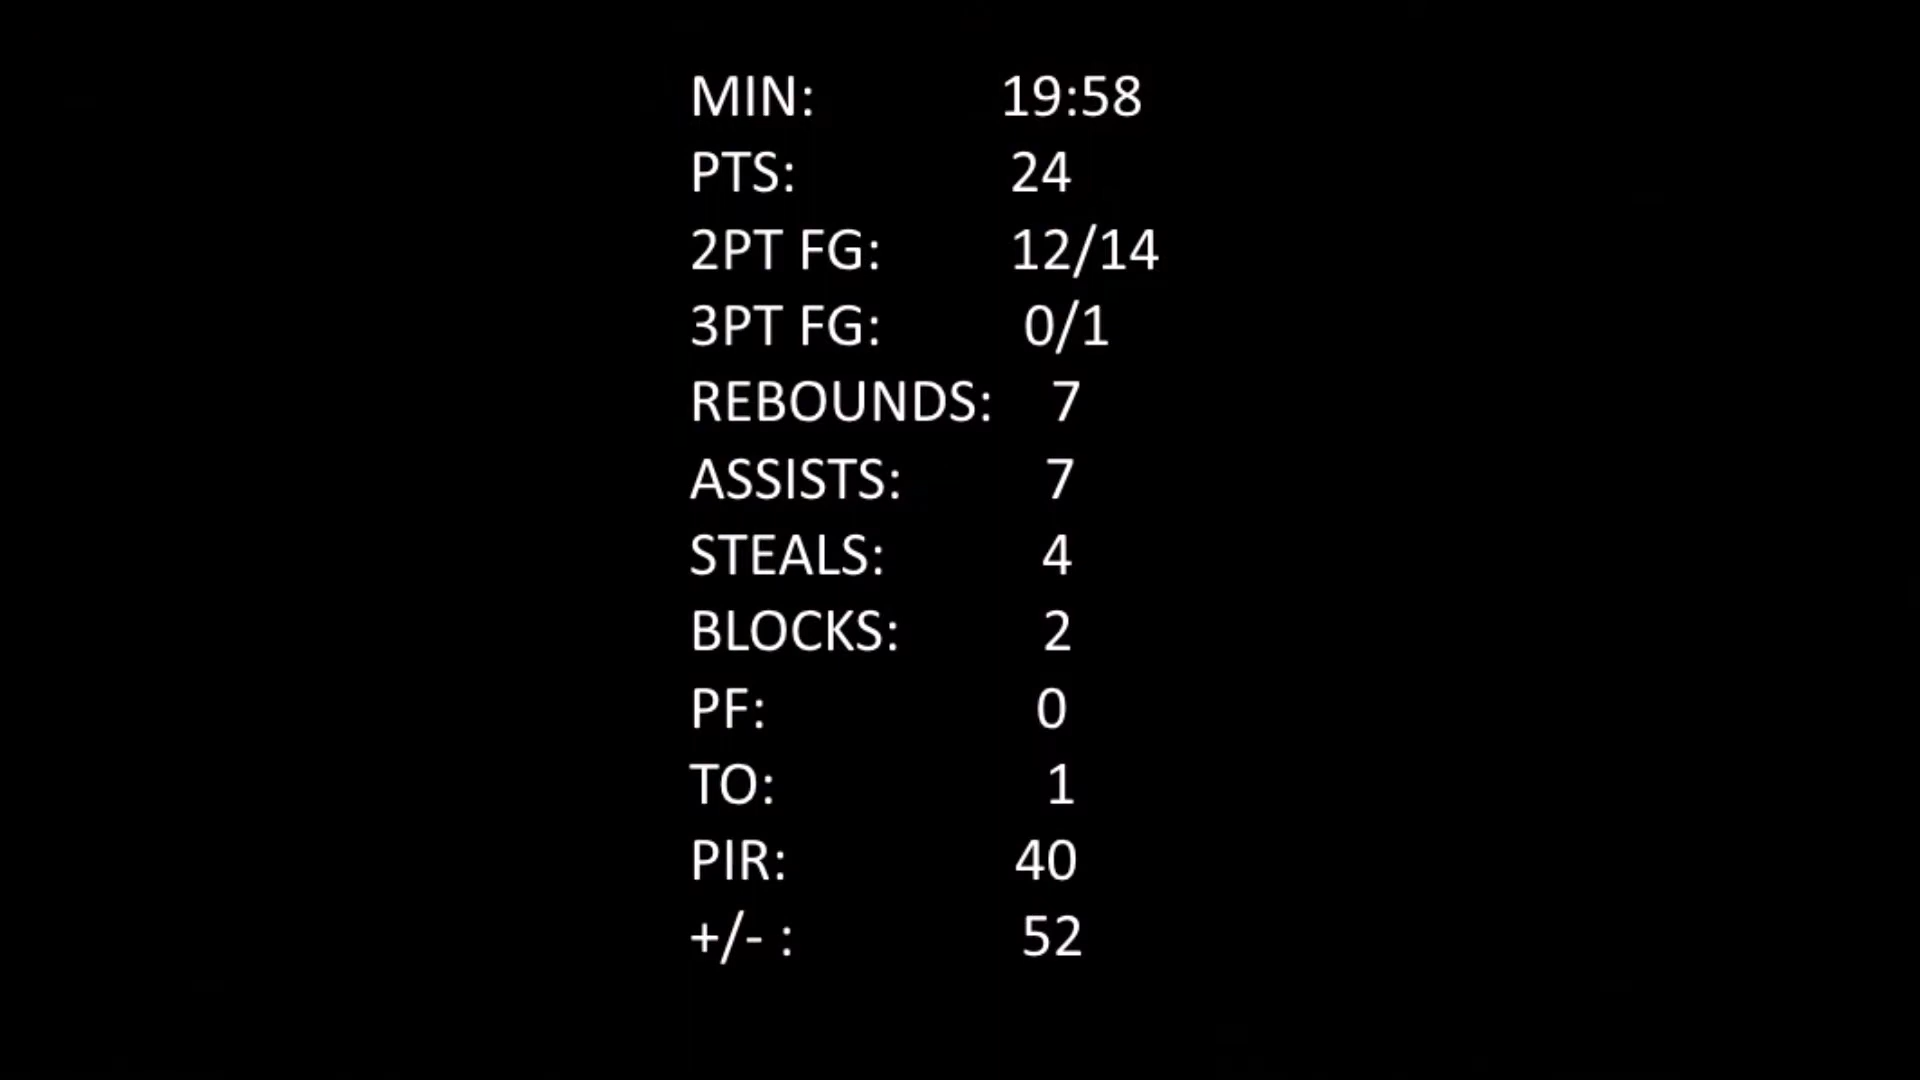 MIN: 19:58
PTS: 24
2PT FG: 12/14
3PT FG: 0/1
REBOUNDS: 7
ASSISTS: 7
STEALS: 4
BLOCKS: 2
PF: 0
TO: 1
PIR: 40
+/- : 52